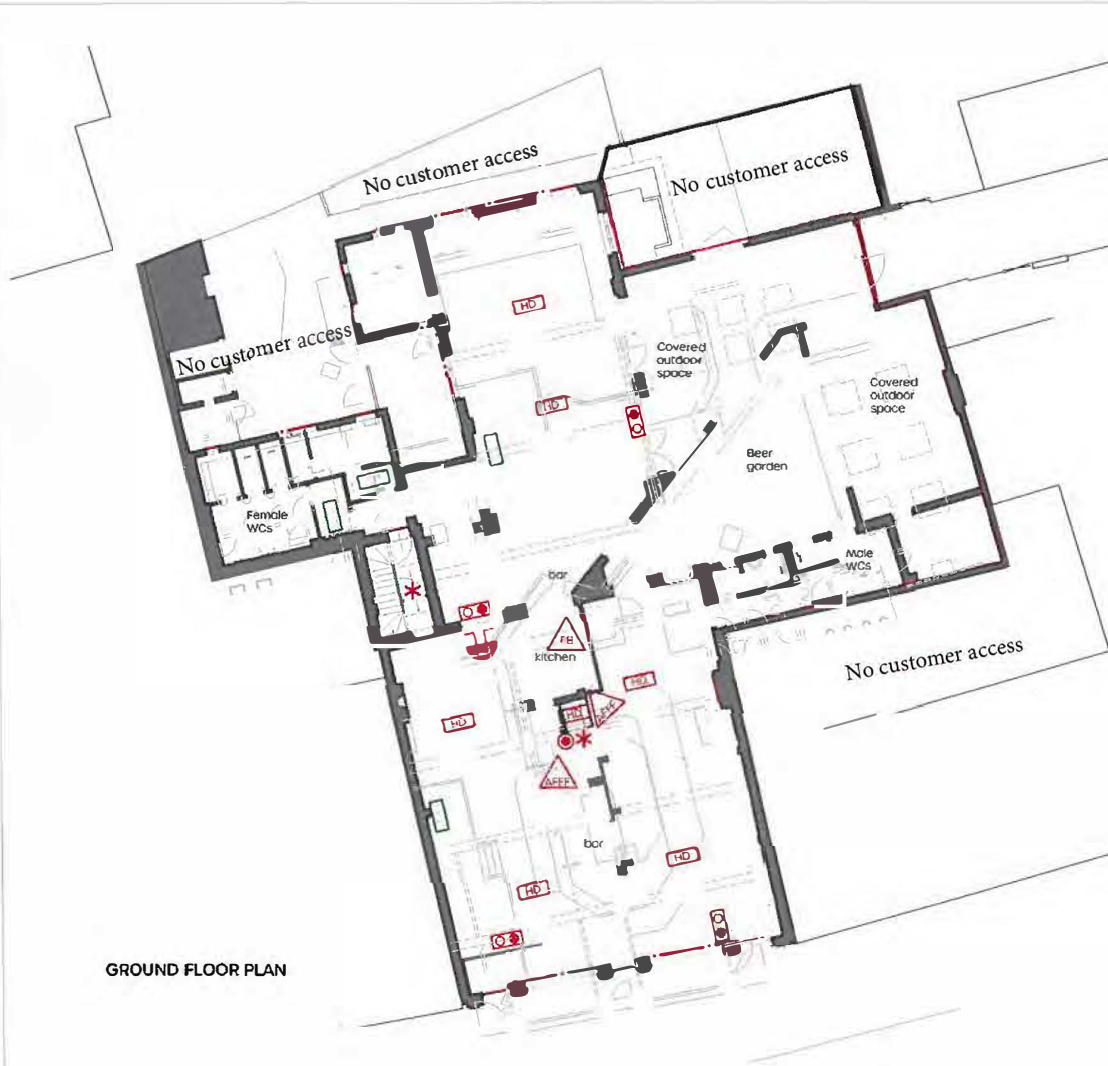 No customer access
No customer access
HD
No customer access
Covered
outdoor
space
Covered
outdoor
space
HD
Beer
garden
Female
WCs
Male
WCs
bar
FB
kitchen
No customer access
HD
HD
HD
AFFF
AFFF
bar
HD
HD
GROUND FLOOR PLAN